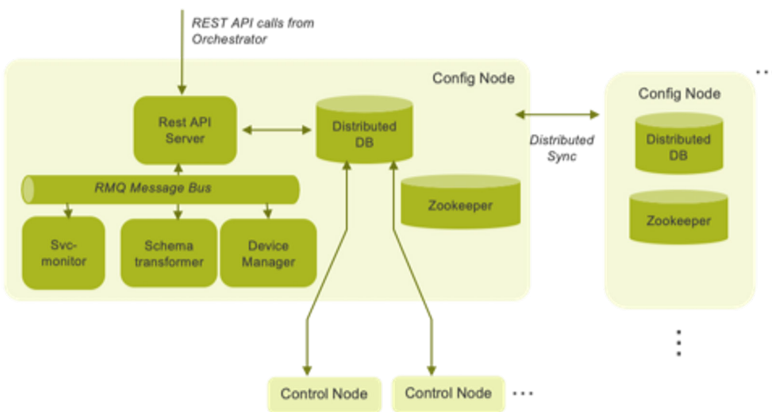 REST API calls from
Orchestrator
Config Node
Rest API
Server
Distributed
DB
RMQ Message Bus
Zookeeper
Svc-
monitor
Schema
transformer
Device
Manager
Distributed
Sync
Config Node
Distributed
DB
Zookeeper
Control Node
Control Node